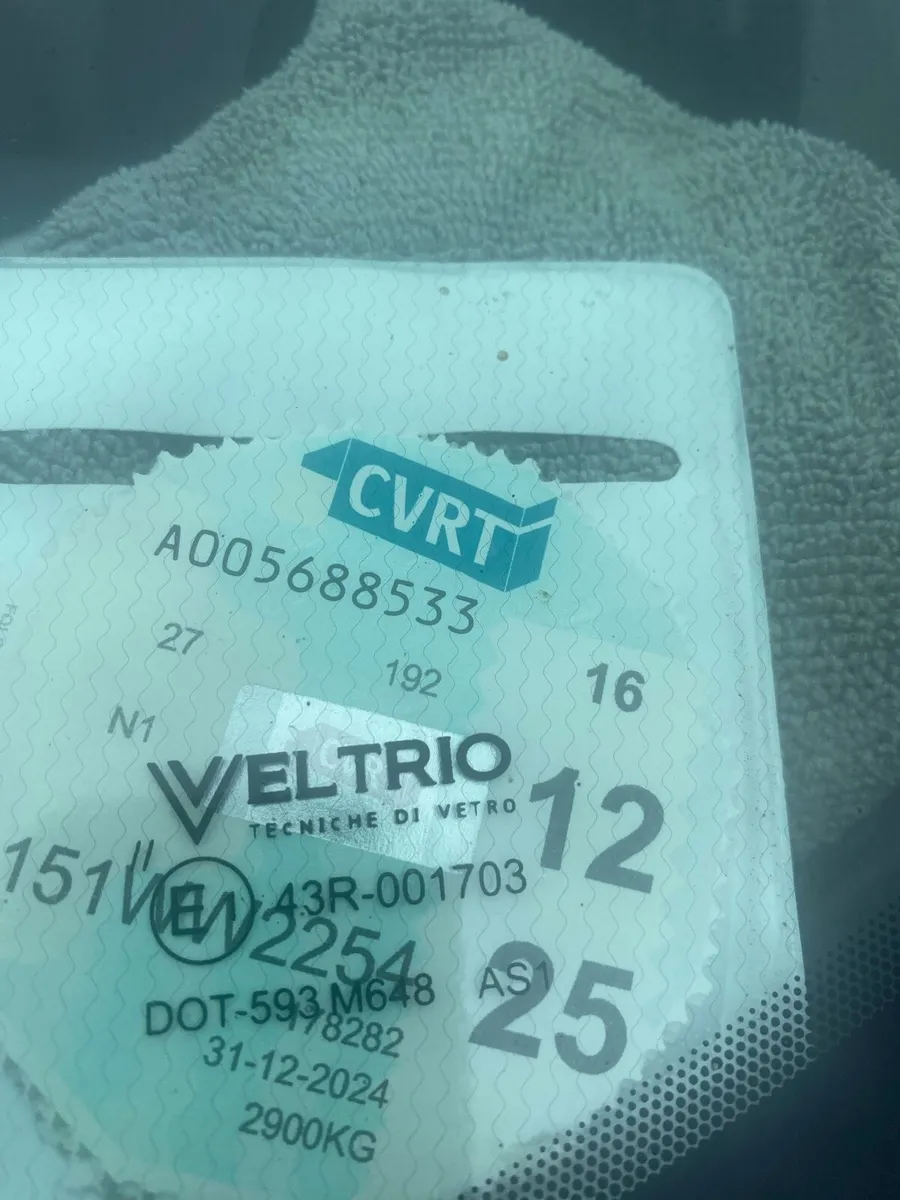 CVRT
A005688533
27
192
16
N1
VELTRIO
TECNICHE DI VETRO
12
43R-001703
2254
25
AS1
DOT-593 M648
178282
31-12-2024
2900KG